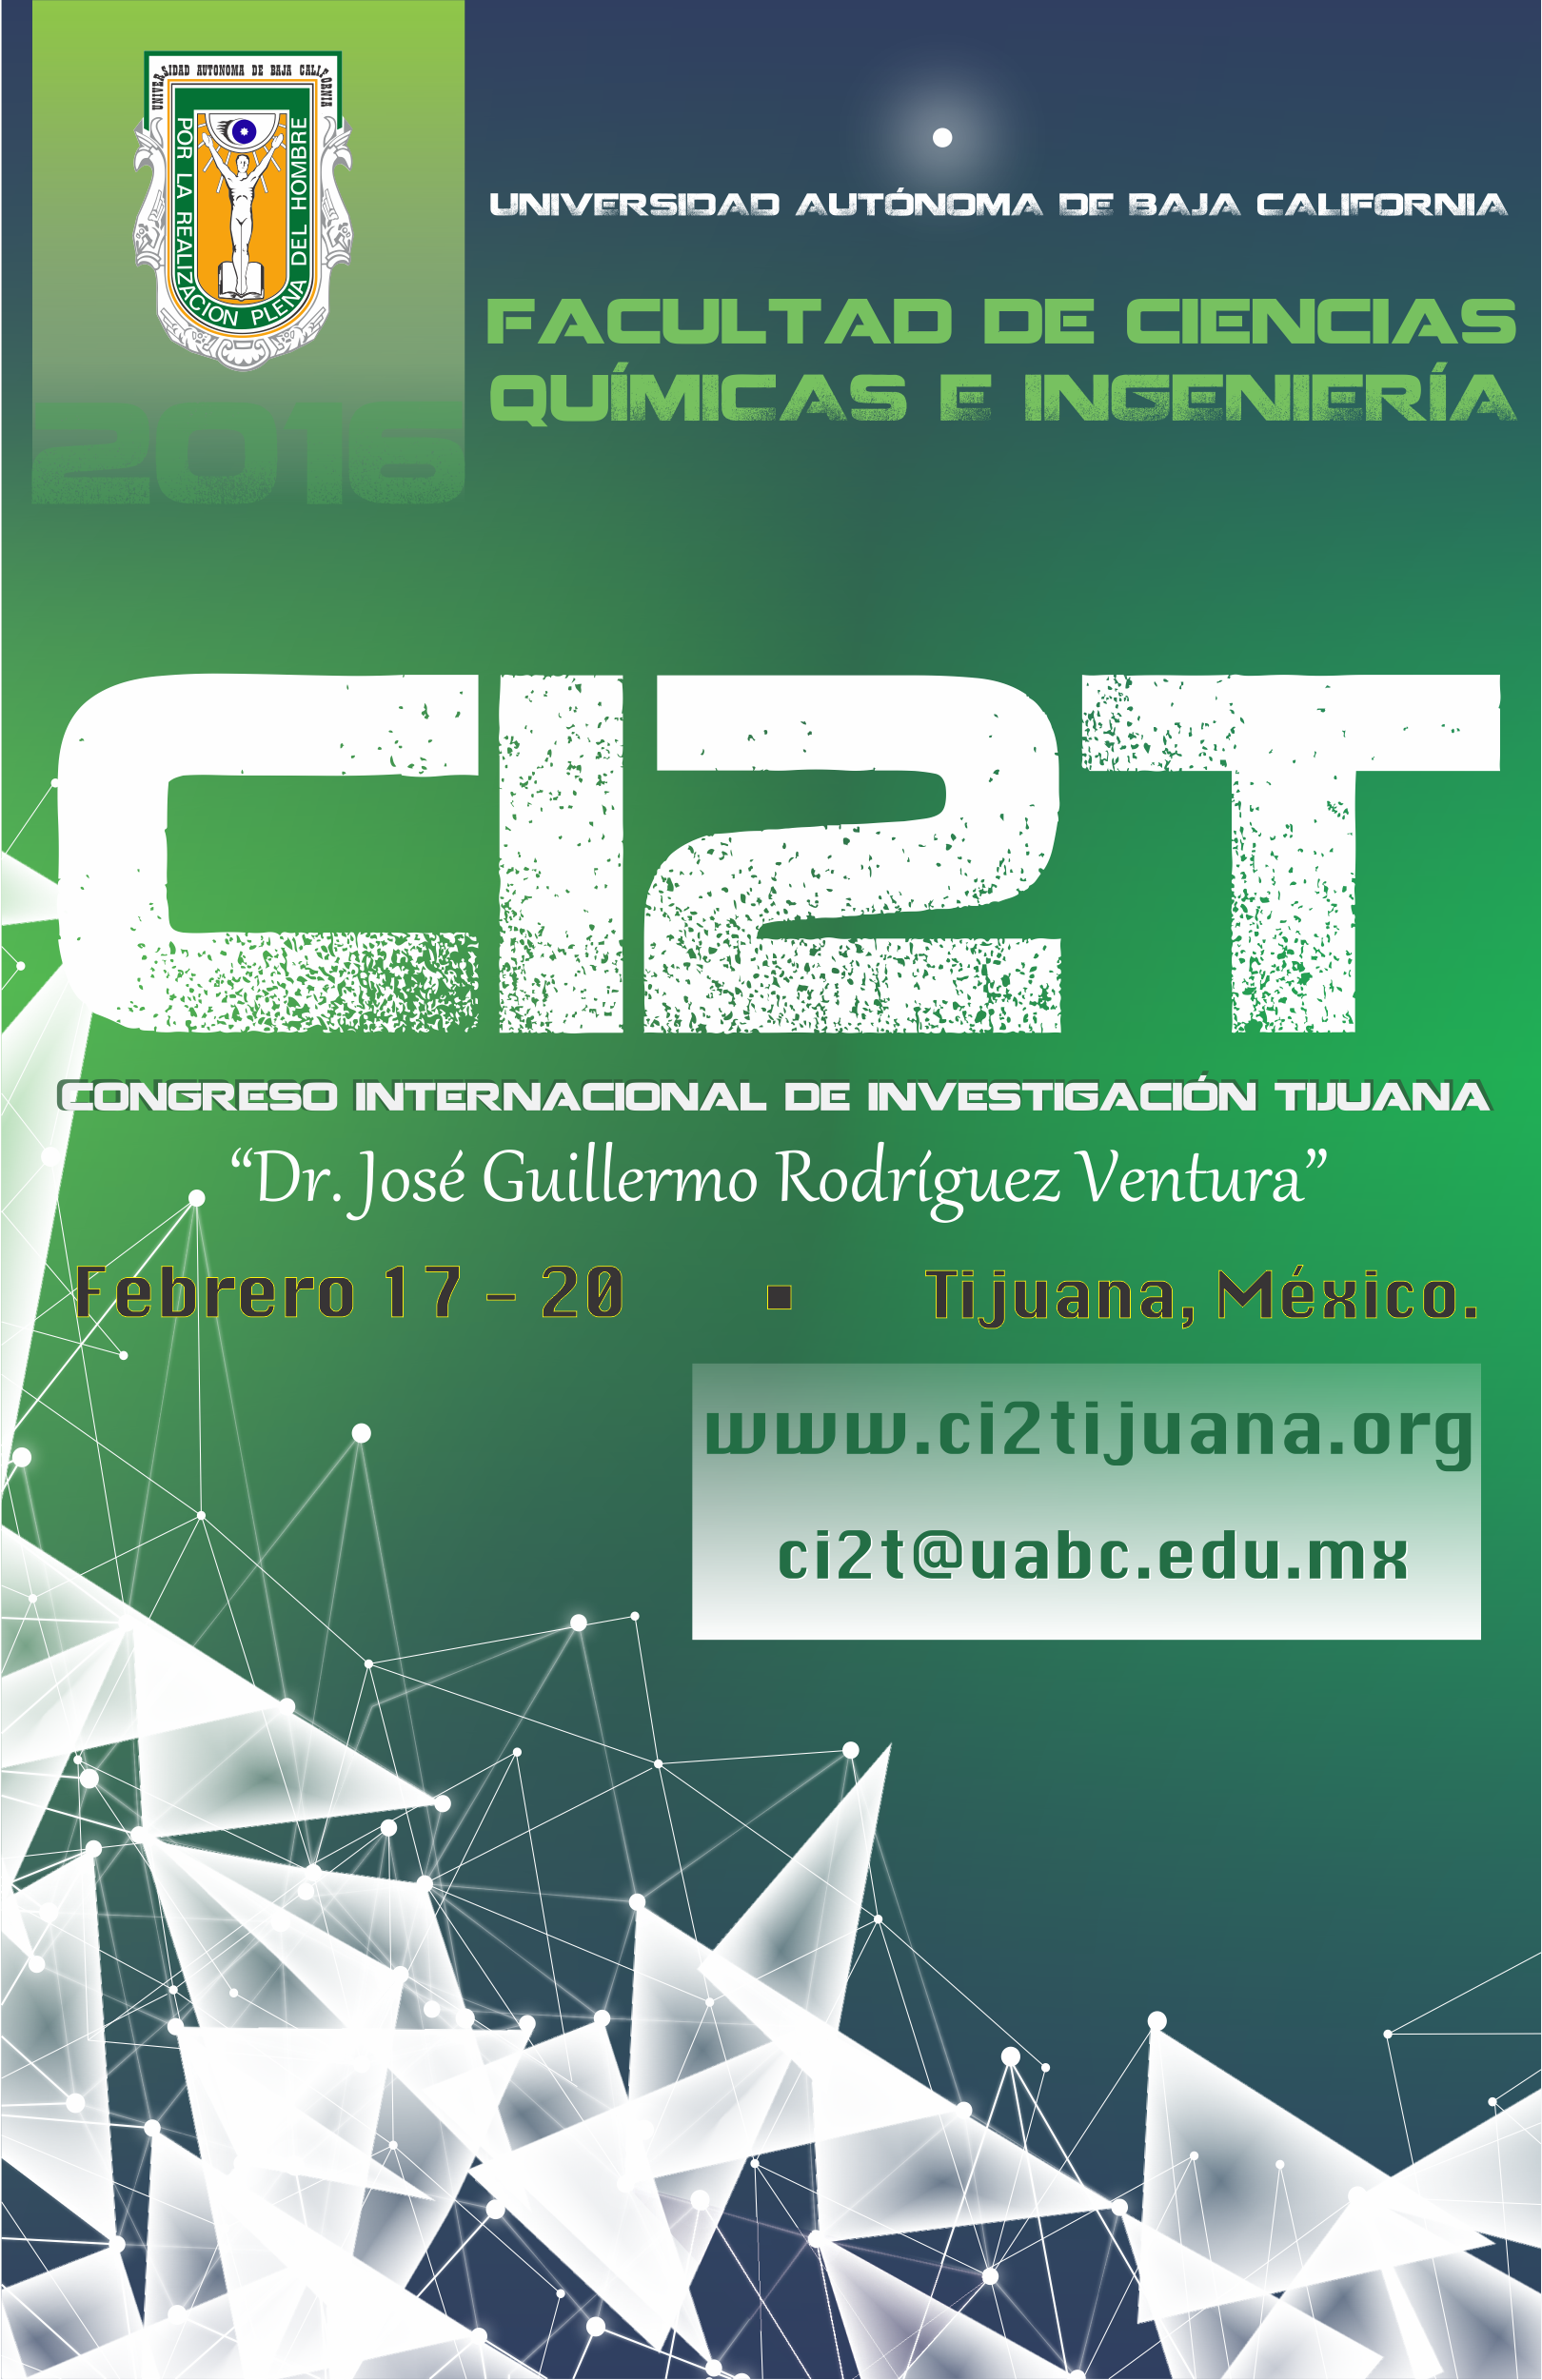 UNIVERSIDAD AUTONOMA DE BAJA CALIFORNIA
POR LA REALIZACION PLENA DEL HOMBRE
2016
UNIVERSIDAD AUTÓNOMA DE BAJA CALIFORNIA
FACULTAD DE CIENCIAS
QUÍMICAS E INGENIERÍA
CI2T
CONGRESO INTERNACIONAL DE INVESTIGACIÓN TIJUANA
“Dr. José Guillermo Rodríguez Ventura”
Febrero 17 - 20 ▪ Tijuana, México.
www.ci2tijuana.org
ci2t@uabc.edu.mx